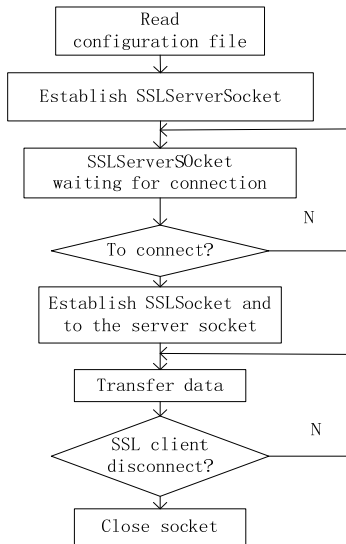 Read
configuration file
Establish SSLServerSocket
SSLServerSOcket
waiting for connection
N
To connect?
Establish SSLSocket and
to the server socket
Transfer data
N
SSL client
disconnect?
Close socket